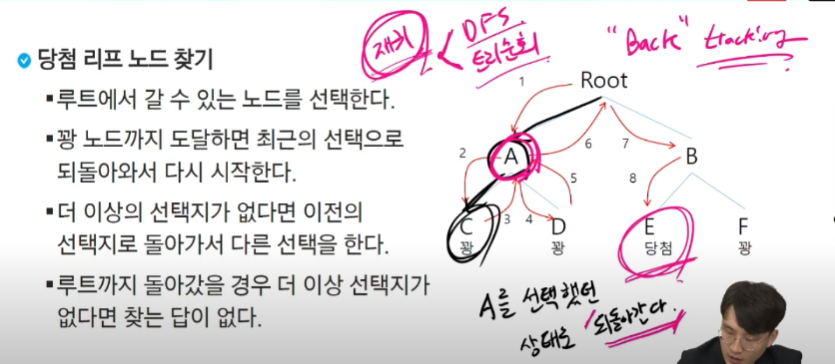 당첨 리프 노드 찾기
▪루트에서 갈 수 있는 노드를 선택한다.
▪꽝 노드까지 도달하면 최근의 선택으로
되돌아와서 다시 시작한다.
▪더 이상의 선택지가 없다면 이전의
선택지로 돌아가서 다른 선택을 한다.
▪루트까지 돌아갔을 경우 더 이상 선택지가
없다면 찾는 답이 없다.
재귀 < DFS.
트리순회
"Back" tracking
Root
1
6 7
2 A B
5 8
3 4
C D E F
꽝 꽝 당첨 꽝
A를 선택했던
상태로 되돌아간다.